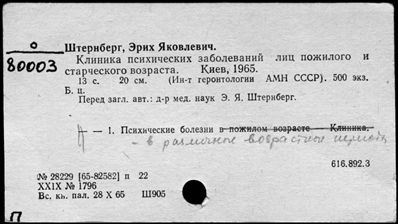 О
80003
Штернберг, Эрих Яковлевич.
Клиника психических заболеваний лиц пожилого и
старческого возраста. Киев, 1965.
13 с. 20 см. (Ин-т геронтологии АМН СССР). 500 экз.
Б. ц.
Перед загл. авт.: д-р мед. наук Э. Я. Штернберг.
— 1. Психические болезни в пожилом возрасте — Клиника.
- в различные возрастные периоды
616.892.3
№ 28229 [65-82582] п 22
XXIX № 1796
Вс. кн. пал. 28 X 65 Ш905
П